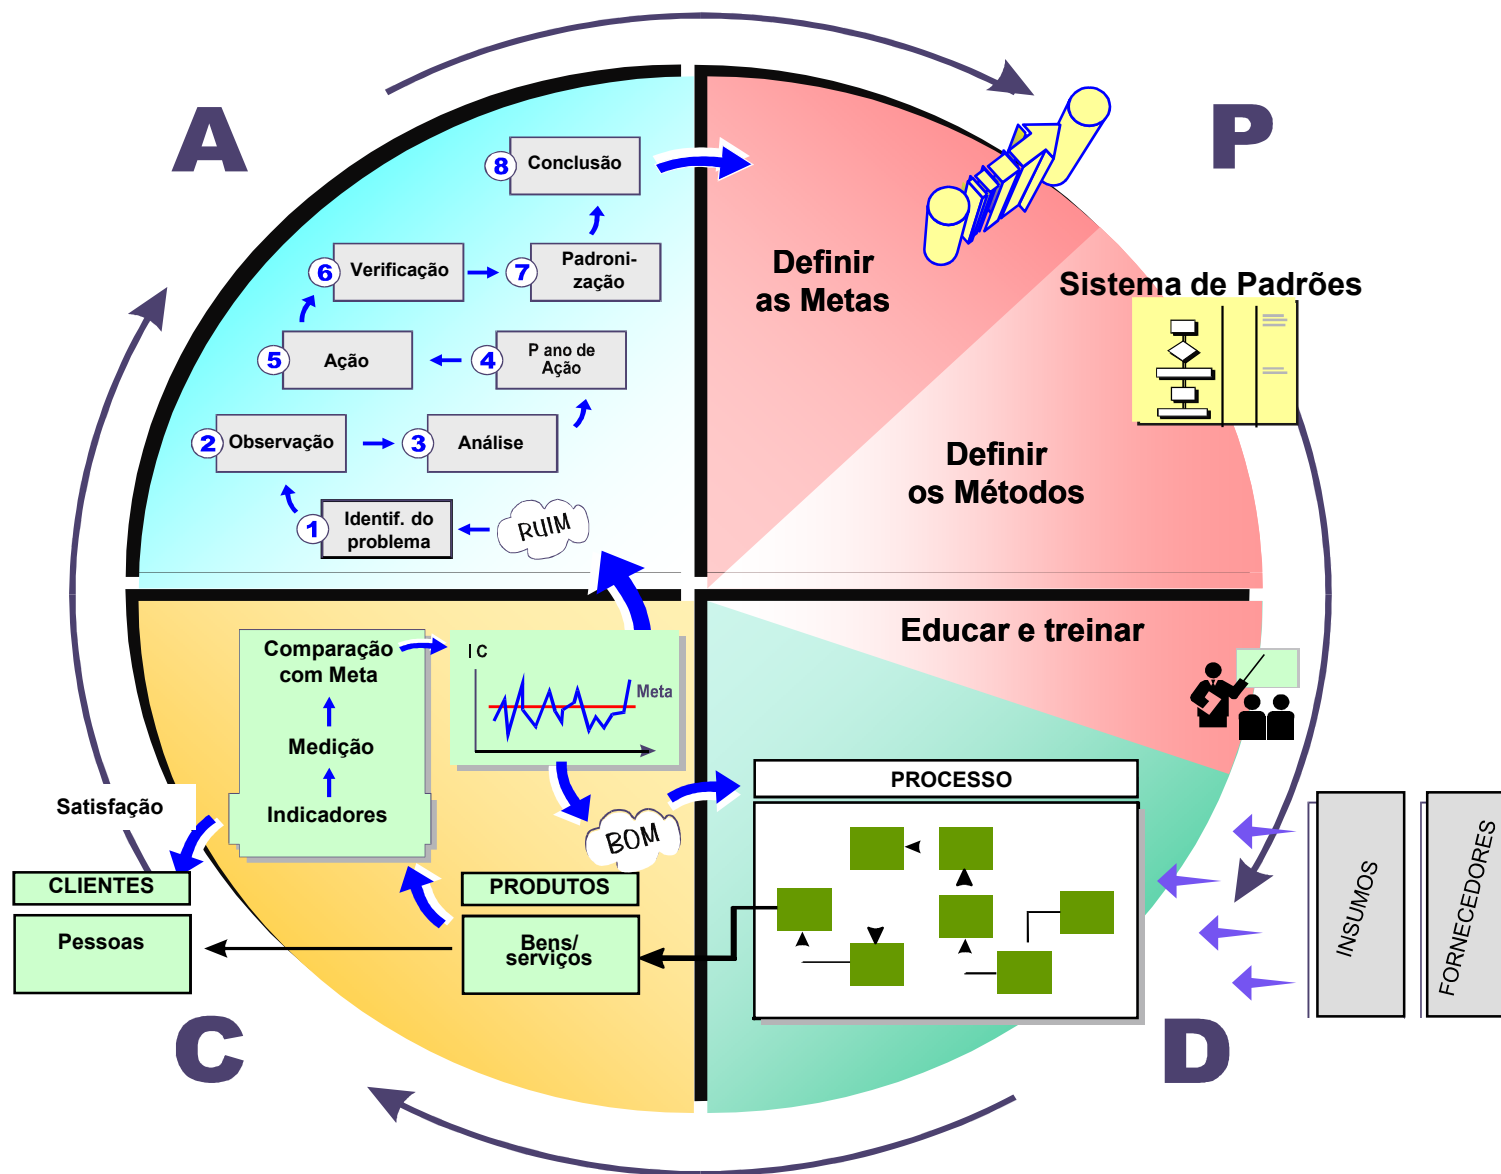 A
P
8
Conclusão
6
Verificação
7
Padroni-
zação
5
Ação
4
P ano de
Ação
2
Observação
3
Análise
1
Identif. do
problema
RUIM
Definir
as Metas
Sistema de Padrões
Definir
os Métodos
Educar e treinar
Comparação
com Meta
Medição
Indicadores
I C
Meta
BOM
Satisfação
CLIENTES
Pessoas
PRODUTOS
Bens/
serviços
PROCESSO
INSUMOS
FORNECEDORES
C
D